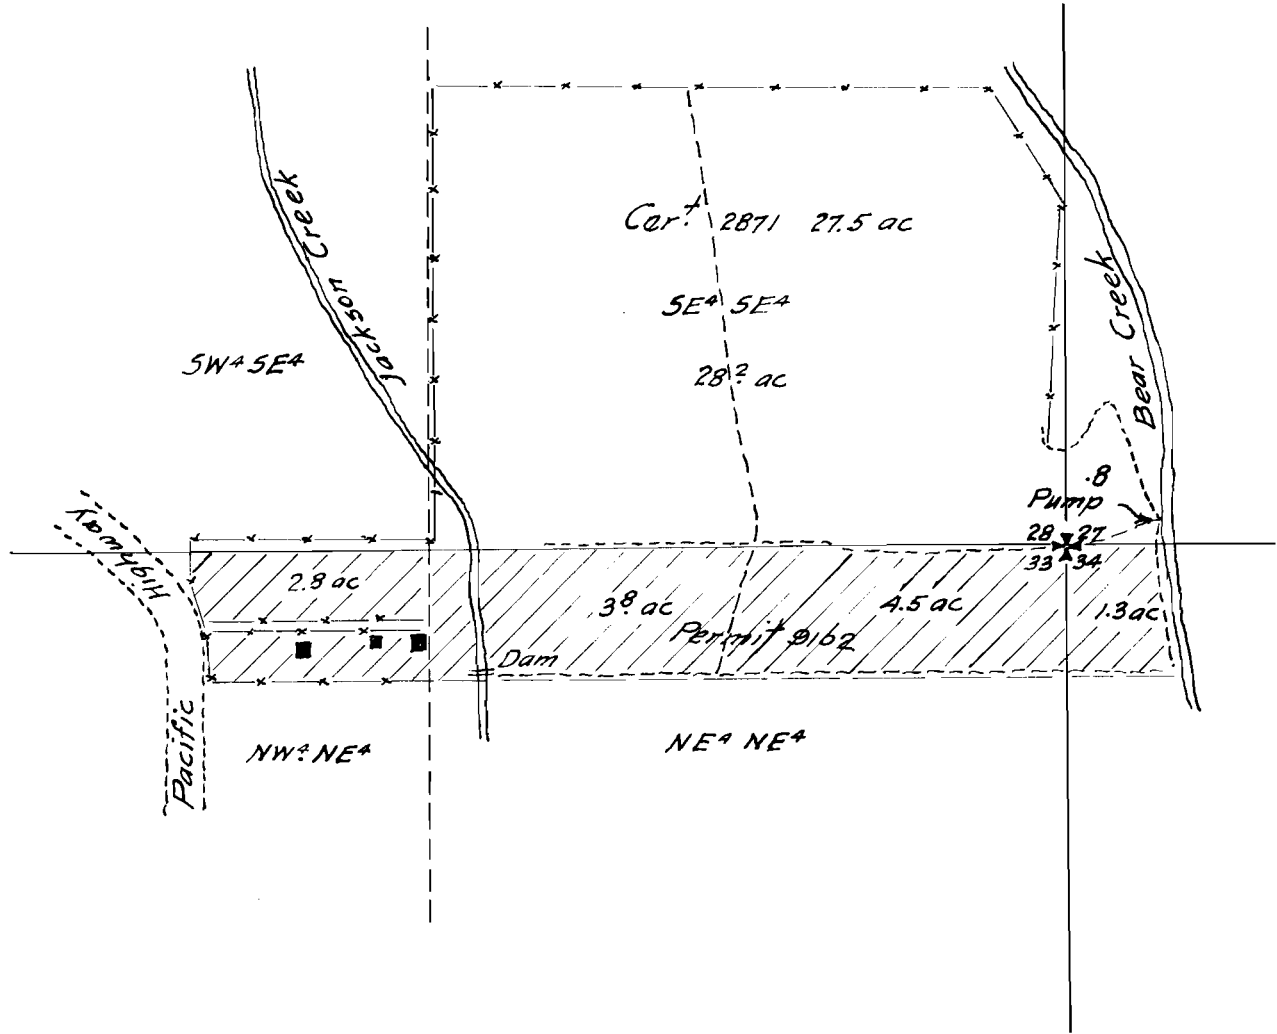 Jackson Creek
Cert. 2871 27.5 ac
SE4 SE4
SW4 SE4
28.2 ac
Bear Creek
.8
Pump
28 27
33 34
Pacific Highway
2.8 ac
3.8 ac
4.5 ac
1.3 ac
Permit 9162
Dam
NW4 NE4
NE4 NE4